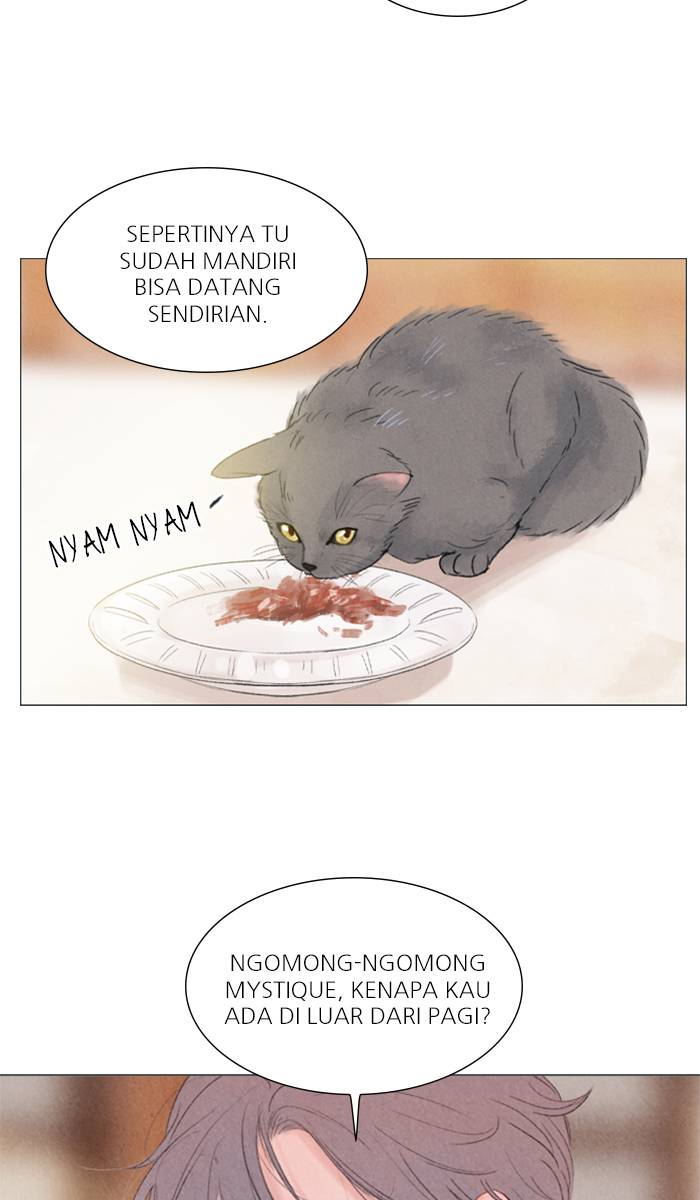 SEPERTINYA TU
SUDAH MANDIRI
BISA DATANG
SENDIRIAN.
NYAM NYAM
NGOMONG-NGOMONG
MYSTIQUE, KENAPA KAU
ADA DI LUAR DARI PAGI?